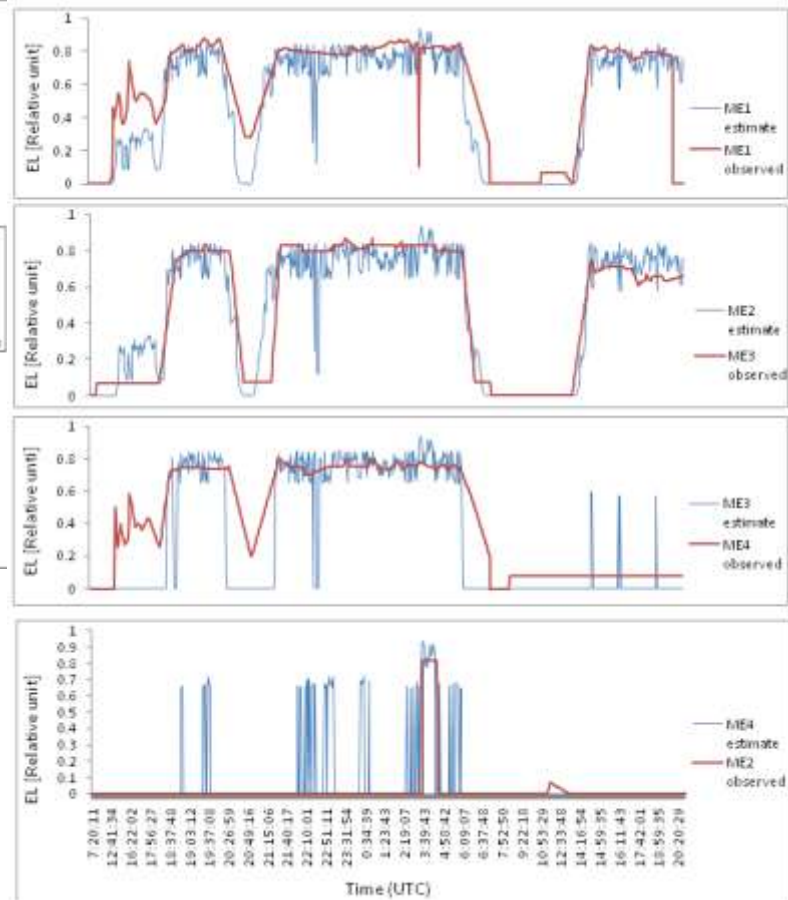 1
0.8
0.6
0.4
0.2
0
EL [Relative unit]
ME1
estimate
ME1
observed
1
0.8
0.6
0.4
0.2
0
EL [Relative unit]
ME2
estimate
ME3
observed
1
0.8
0.6
0.4
0.2
0
EL [Relative unti]
ME3
estimate
ME4
observed
1
0.9
0.8
0.7
0.6
0.5
0.4
0.3
0.2
0.1
0
EL [Relative unit]
ME4
estimate
ME2
observed
7:20:11
12:41:34
16:22:02
17:56:27
18:37:48
19:03:12
19:37:08
20:26:59
20:49:16
21:15:06
21:40:17
22:10:01
22:51:11
23:31:54
0:34:39
1:23:43
2:19:07
3:39:43
4:58:42
6:09:07
6:37:48
7:52:50
9:22:18
10:53:29
12:33:48
14:16:54
14:59:35
16:11:43
17:42:01
18:59:35
20:20:29
Time (UTC)